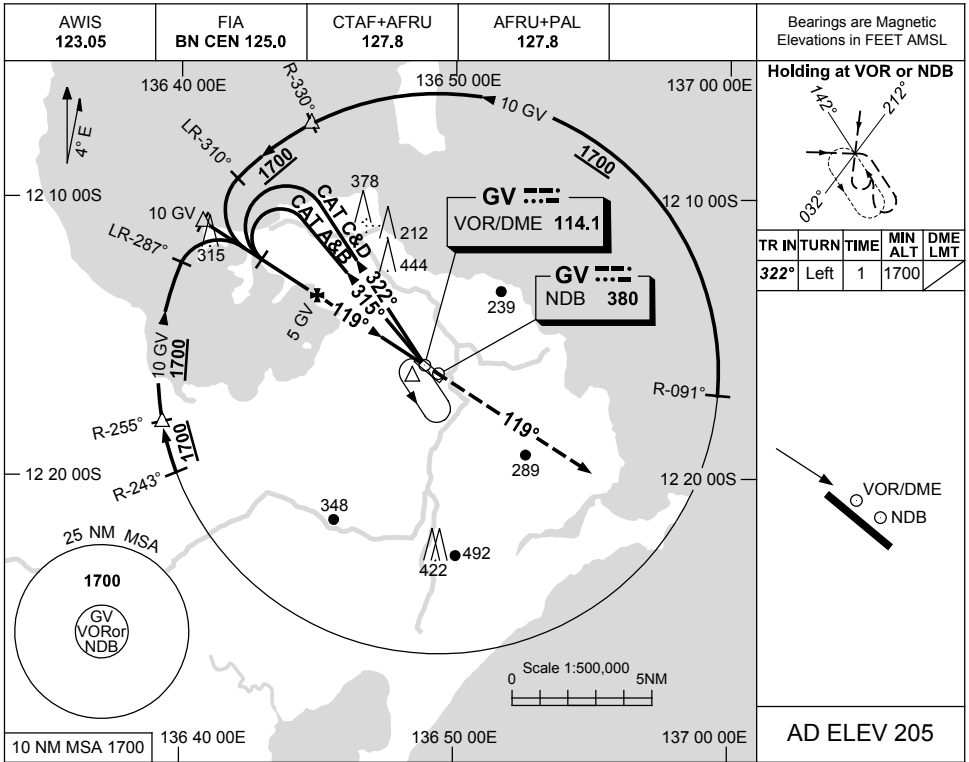 AWIS
123.05
FIA
BN CEN 125.0
CTAF+AFRU
127.8
AFRU+PAL
127.8
Bearings are Magnetic
Elevations in FEET AMSL
136 40 00E
136 50 00E
137 00 00E
4° E
R-330°
10 GV
1700
LR-310°
1700
12 10 00S
12 10 00S
CAT C&D
CAT A&B
322°
315°
378
212
444
10 GV
315
LR-287°
GV
VOR/DME 114.1
GV
NDB 380
239
5 GV
119°
10 GV
1700
R-091°
R-255°
1700
R-243°
119°
12 20 00S
12 20 00S
289
348
492
422
25 NM MSA
1700
GV
VORor
NDB
Scale 1:500,000
0 5NM
10 NM MSA 1700
136 40 00E
136 50 00E
137 00 00E
Holding at VOR or NDB
142°
212°
032°
TR IN TURN TIME MIN ALT DME LMT
322° Left 1 1700
VOR/DME
NDB
AD ELEV 205